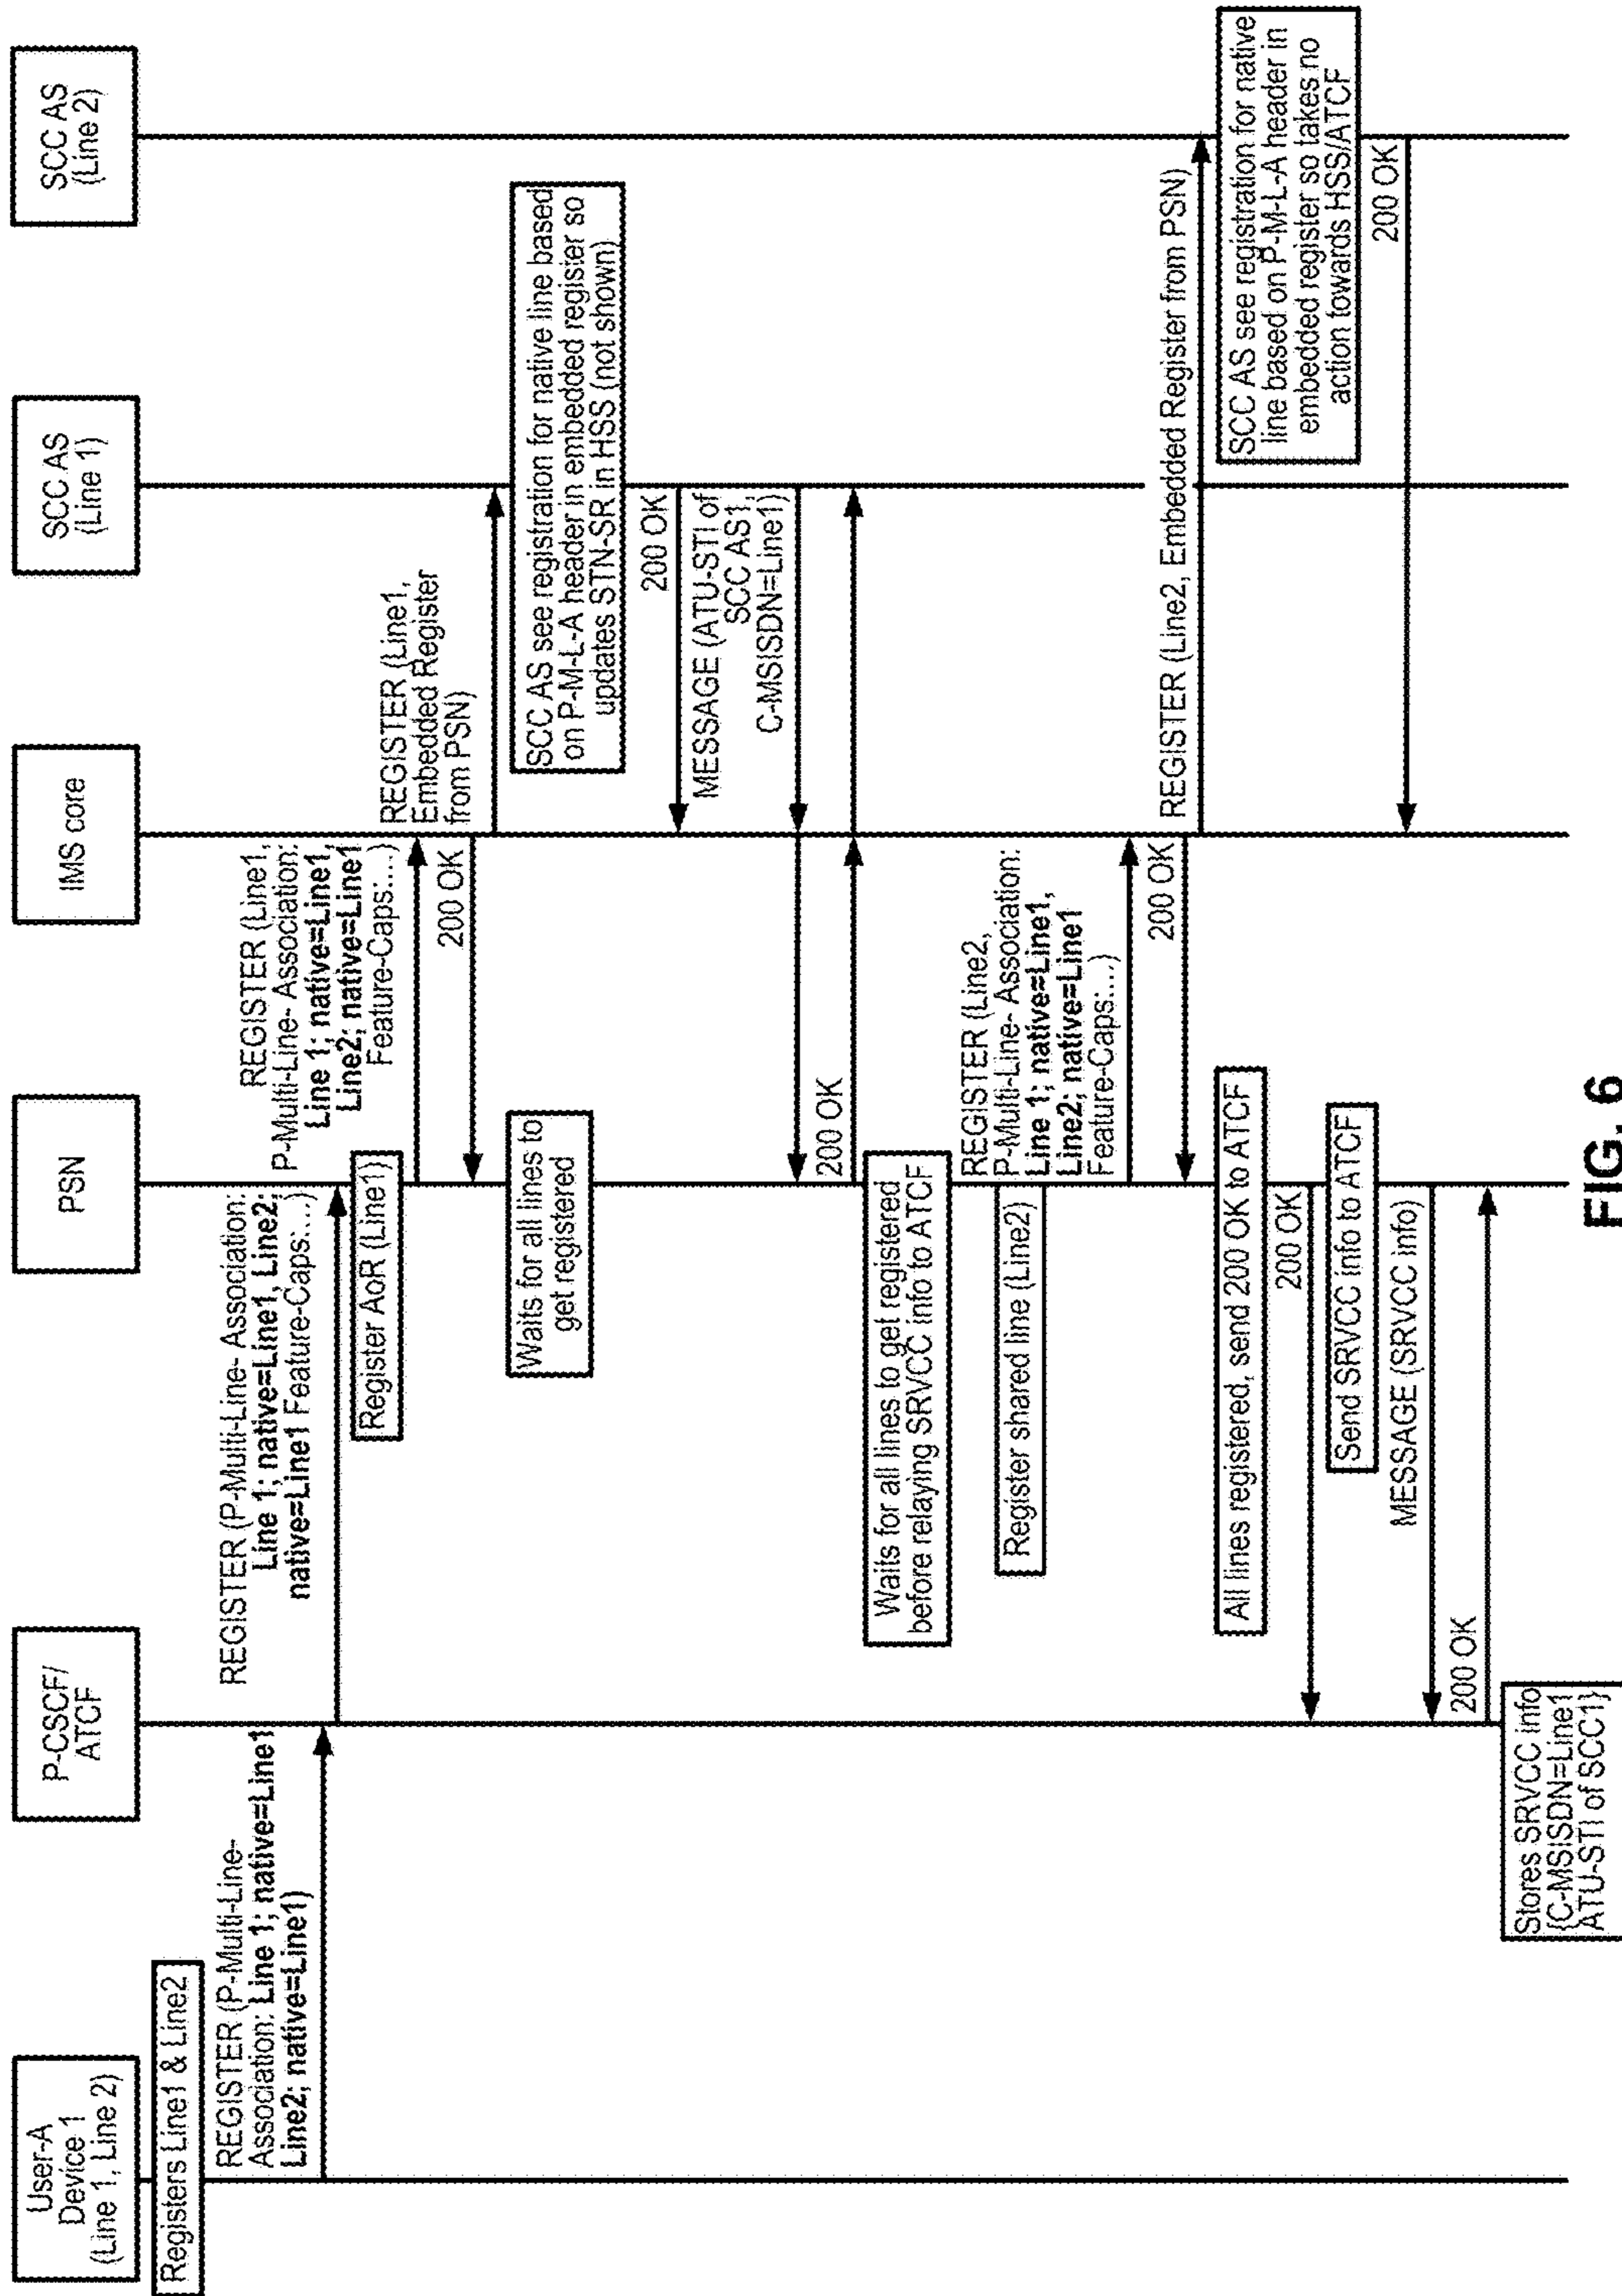 User-A
Device 1
(Line 1, Line 2)
P-CSCF/
ATCF
PSN
IMS core
SCC AS
(Line 1)
SCC AS
(Line 2)
Registers Line1 & Line2
REGISTER (P-Multi-Line-
Association: Line 1; native=Line1
Line2; native=Line1)
REGISTER (P-Multi-Line- Association:
Line 1; native=Line1, Line2;
native=Line1 Feature-Caps:...)
Register AoR (Line1)
REGISTER (Line1,
P-Multi-Line- Association:
Line 1; native=Line1,
Line2; native=Line1
Feature-Caps:...)
200 OK
REGISTER (Line1,
Embedded Register
from PSN)
Waits for all lines to
get registered
SCC AS see registration for native line based
on P-M-L-A header in embedded register so
updates STN-SR in HSS (not shown)
200 OK
MESSAGE (ATU-STI of
SCC AS1,
C-MSISDN=Line1)
200 OK
Waits for all lines to get registered
before relaying SRVCC info to ATCF
Register shared line (Line2)
REGISTER (Line2,
P-Multi-Line- Association:
Line 1; native=Line1,
Line2; native=Line1
Feature-Caps:...)
200 OK
REGISTER (Line2, Embedded Register from PSN)
All lines registered, send 200 OK to ATCF
SCC AS see registration for native
line based on P-M-L-A header in
embedded register so takes no
action towards HSS/ATCF
200 OK
200 OK
Send SRVCC info to ATCF
MESSAGE (SRVCC info)
200 OK
Stores SRVCC info
{C-MSISDN=Line1
ATU-STI of SCC1}
FIG. 6